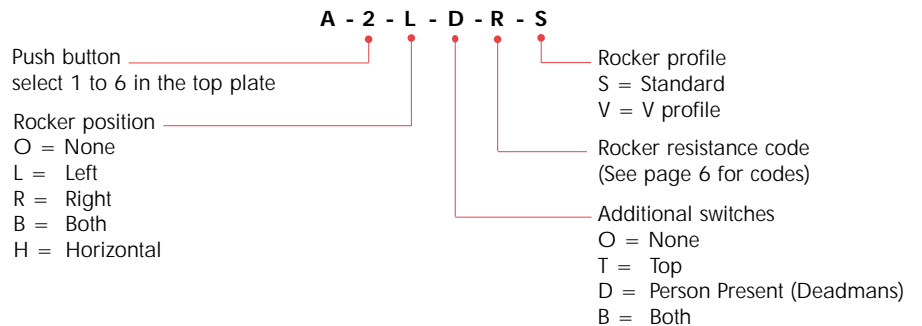 A - 2 - L - D - R - S
Push button
select 1 to 6 in the top plate
Rocker position
O = None
L = Left
R = Right
B = Both
H = Horizontal
Rocker profile
S = Standard
V = V profile
Rocker resistance code
(See page 6 for codes)
Additional switches
O = None
T = Top
D = Person Present (Deadmans)
B = Both